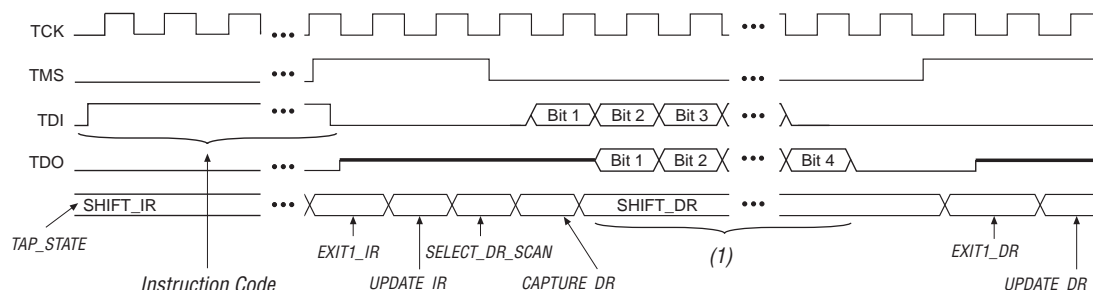 TCK
•••
•••
TMS
•••
•••
TDI
•••
Bit 1 Bit 2 Bit 3
•••
TDO
•••
Bit 1 Bit 2
•••
Bit 4
SHIFT_IR
•••
SHIFT_DR
•••
TAP_STATE
EXIT1_IR
SELECT_DR_SCAN
(1)
EXIT1_DR
Instruction Code
UPDATE_IR
CAPTURE_DR
UPDATE_DR